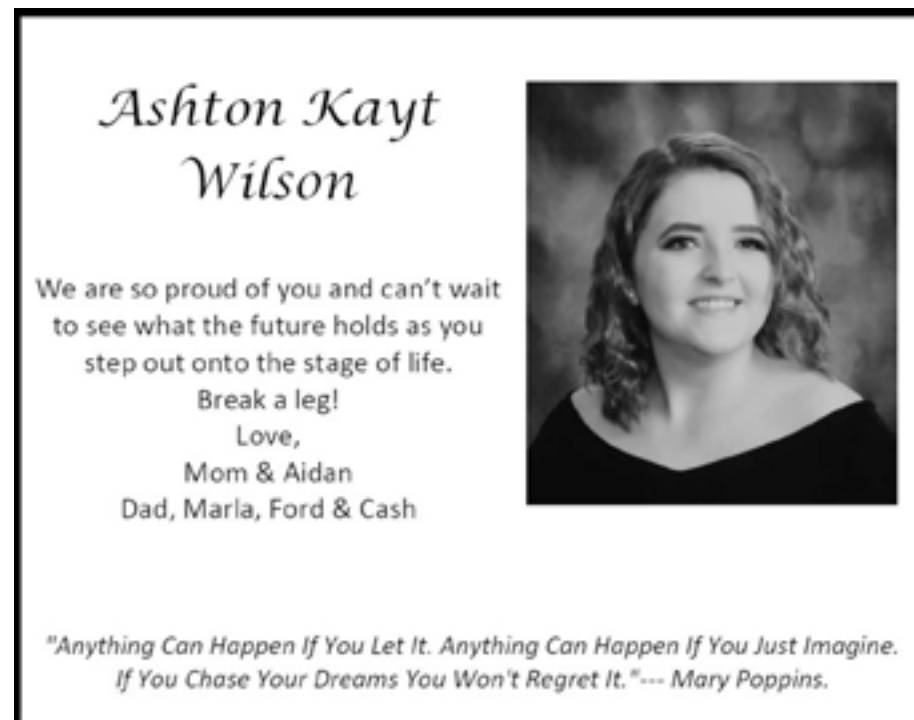 Ashton Kayt
Wilson
We are so proud of you and can't wait
to see what the future holds as you
step out onto the stage of life.
Break a leg!
Love,
Mom & Aidan
Dad, Marla, Ford & Cash
"Anything Can Happen If You Let It. Anything Can Happen If You Just Imagine.
If You Chase Your Dreams You Won't Regret It."--- Mary Poppins.